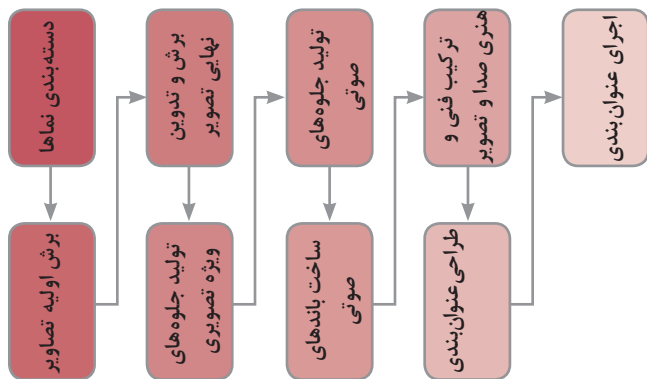 دسته‌بندی نماها
برش اولیه تصاویر
برش و تدوین
نهایی تصویر
تولید جلوه‌های
ویژه تصویری
تولید جلوه‌های
صوتی
ساخت باندهای
صوتی
ترکیب فنی و
هنری صدا و تصویر
طراحی عنوان‌بندی
اجرای عنوان‌بندی